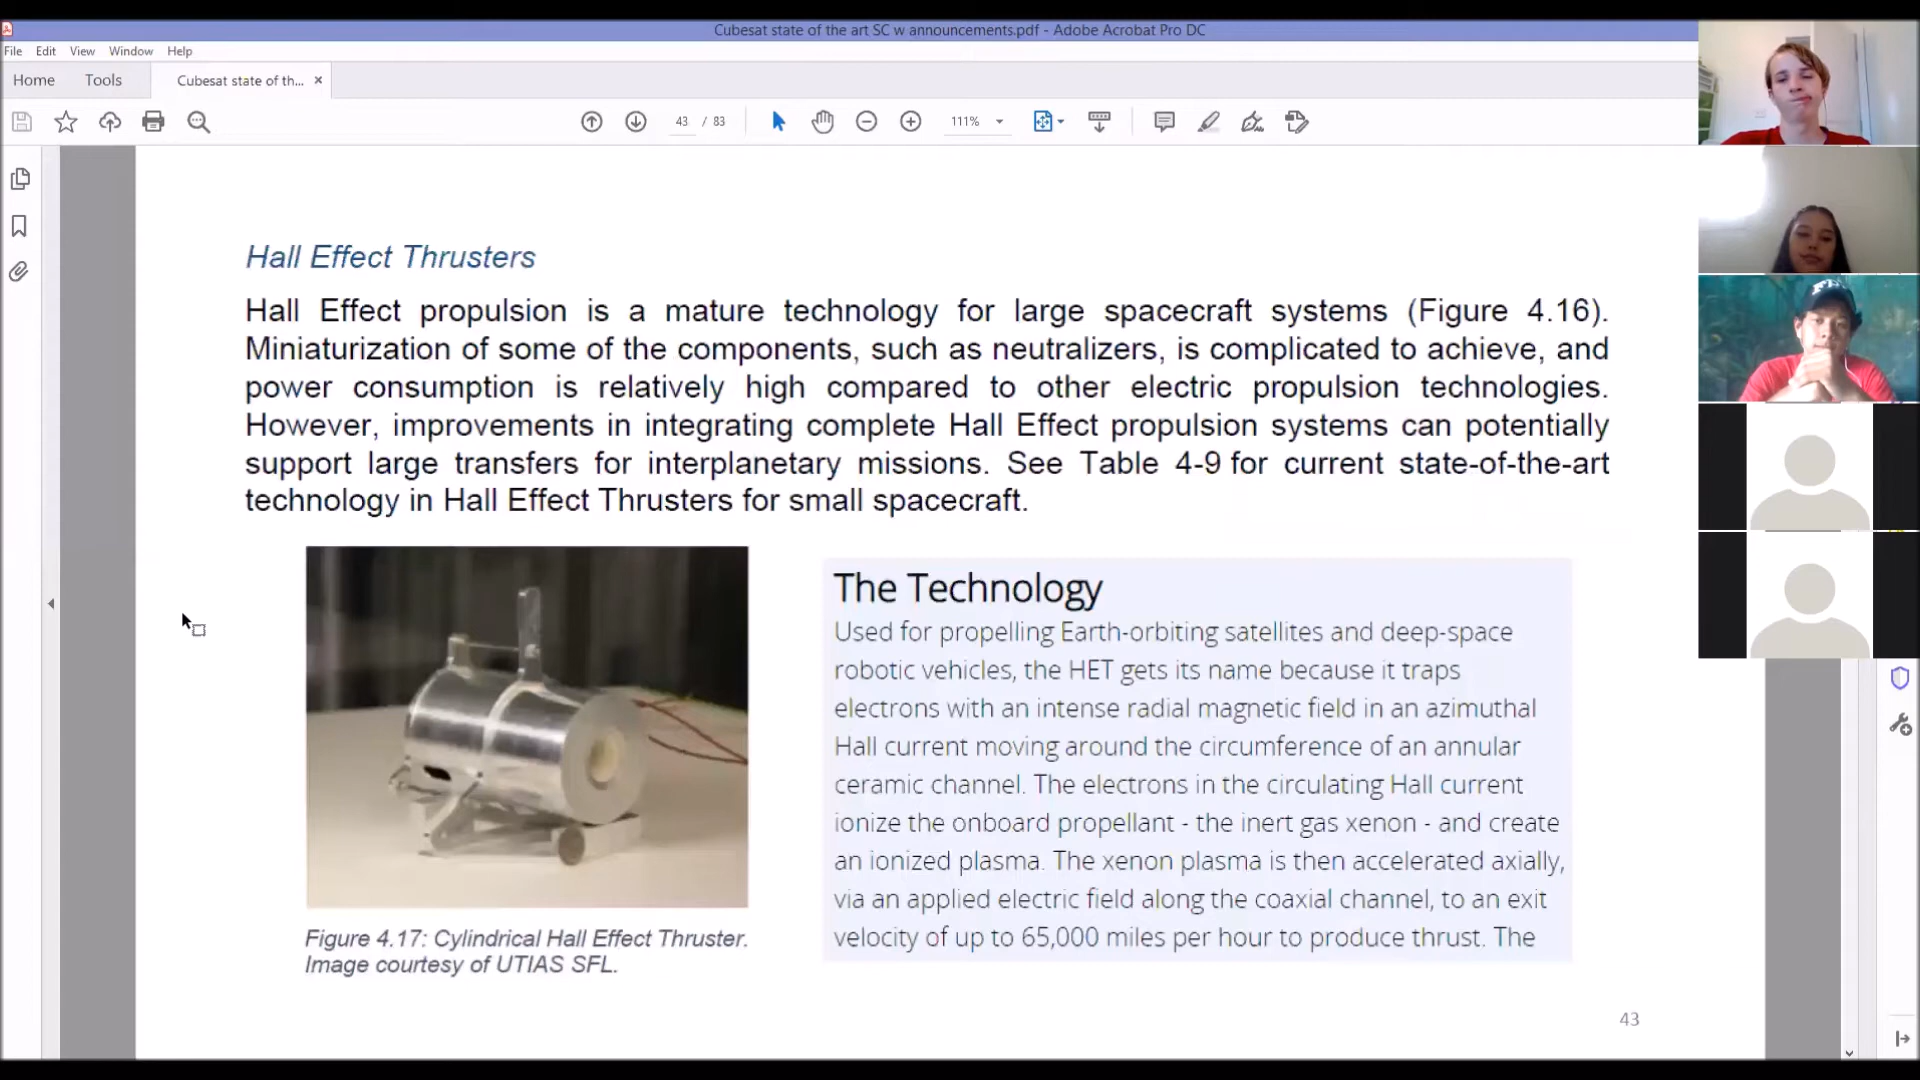 Cubesat state of the art SC w announcements.pdf - Adobe Acrobat Pro DC
File Edit View Window Help
Home Tools Cubesat state of th... ×
43 / 83 111%
Hall Effect Thrusters
Hall Effect propulsion is a mature technology for large spacecraft systems (Figure 4.16).
Miniaturization of some of the components, such as neutralizers, is complicated to achieve, and
power consumption is relatively high compared to other electric propulsion technologies.
However, improvements in integrating complete Hall Effect propulsion systems can potentially
support large transfers for interplanetary missions. See Table 4-9 for current state-of-the-art
technology in Hall Effect Thrusters for small spacecraft.
Figure 4.17: Cylindrical Hall Effect Thruster.
Image courtesy of UTIAS SFL.
The Technology
Used for propelling Earth-orbiting satellites and deep-space
robotic vehicles, the HET gets its name because it traps
electrons with an intense radial magnetic field in an azimuthal
Hall current moving around the circumference of an annular
ceramic channel. The electrons in the circulating Hall current
ionize the onboard propellant - the inert gas xenon - and create
an ionized plasma. The xenon plasma is then accelerated axially,
via an applied electric field along the coaxial channel, to an exit
velocity of up to 65,000 miles per hour to produce thrust. The
43